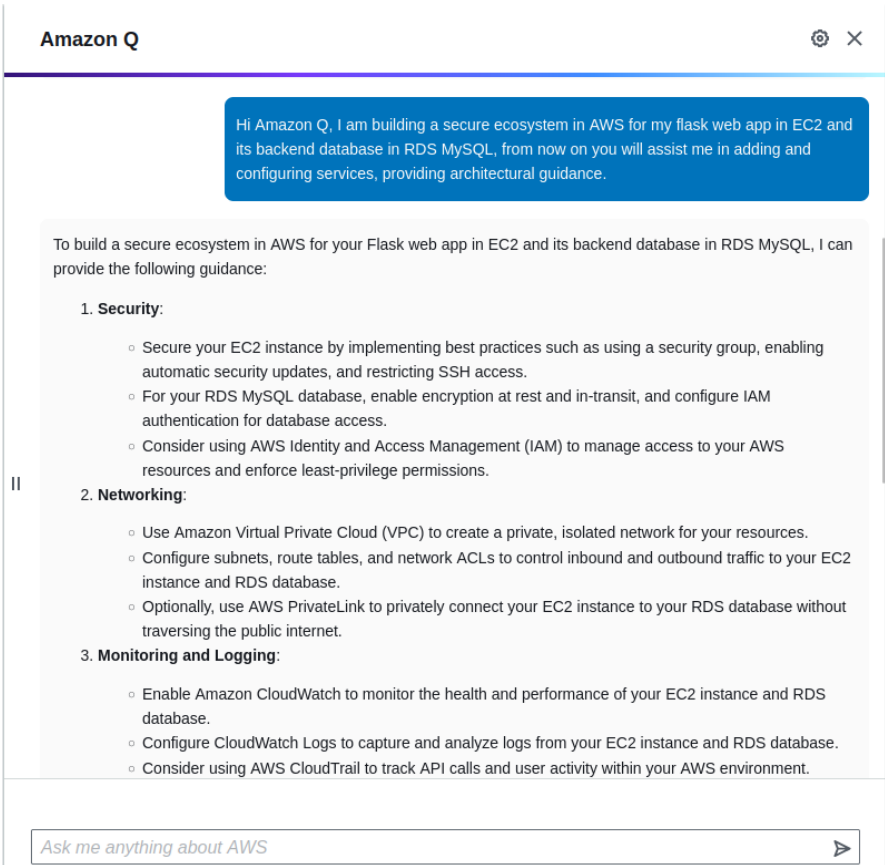 Amazon Q
Hi Amazon Q, I am building a secure ecosystem in AWS for my flask web app in EC2 and
its backend database in RDS MySQL, from now on you will assist me in adding and
configuring services, providing architectural guidance.
To build a secure ecosystem in AWS for your Flask web app in EC2 and its backend database in RDS MySQL, I can
provide the following guidance:
1. Security:
◦ Secure your EC2 instance by implementing best practices such as using a security group, enabling
automatic security updates, and restricting SSH access.
◦ For your RDS MySQL database, enable encryption at rest and in-transit, and configure IAM
authentication for database access.
◦ Consider using AWS Identity and Access Management (IAM) to manage access to your AWS
resources and enforce least-privilege permissions.
2. Networking:
◦ Use Amazon Virtual Private Cloud (VPC) to create a private, isolated network for your resources.
◦ Configure subnets, route tables, and network ACLs to control inbound and outbound traffic to your EC2
instance and RDS database.
◦ Optionally, use AWS PrivateLink to privately connect your EC2 instance to your RDS database without
traversing the public internet.
3. Monitoring and Logging:
◦ Enable Amazon CloudWatch to monitor the health and performance of your EC2 instance and RDS
database.
◦ Configure CloudWatch Logs to capture and analyze logs from your EC2 instance and RDS database.
◦ Consider using AWS CloudTrail to track API calls and user activity within your AWS environment.
Ask me anything about AWS